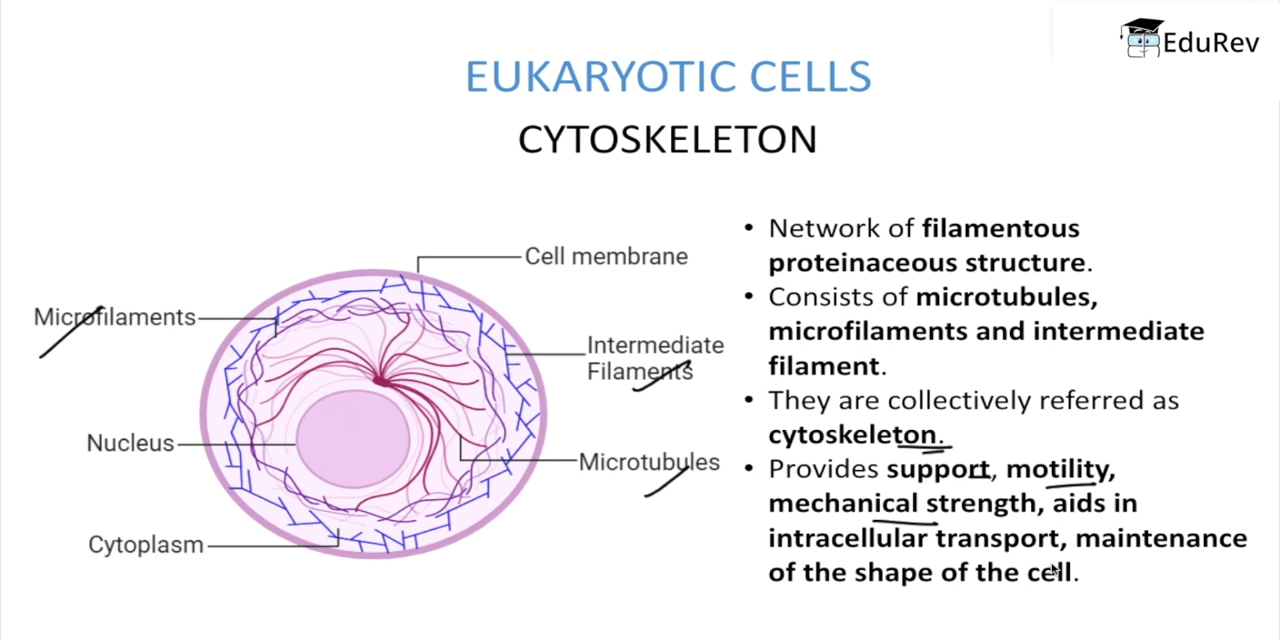 EduRev
EUKARYOTIC CELLS
CYTOSKELETON
Cell membrane
Microfilaments
Intermediate
Filaments
Nucleus
Microtubules
Cytoplasm
• Network of filamentous
proteinaceous structure.
• Consists of microtubules,
microfilaments and intermediate
filament.
• They are collectively referred as
cytoskeleton.
• Provides support, motility,
mechanical strength, aids in
intracellular transport, maintenance
of the shape of the cell.